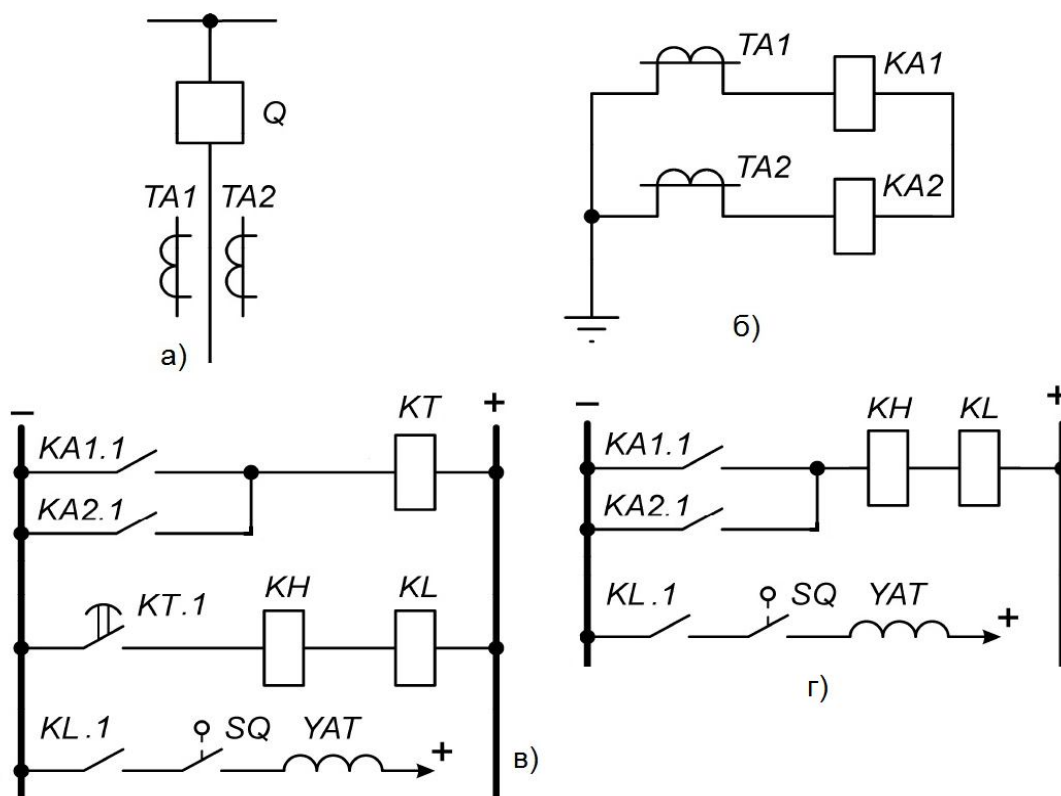 Q
TA1 TA2
а)
TA1 KA1
TA2 KA2
б)
– KT +
KA1.1
KA2.1
KT.1 KH KL
KL.1 SQ YAT +
в)
– KH KL +
KA1.1
KA2.1
KL.1 SQ YAT +
г)